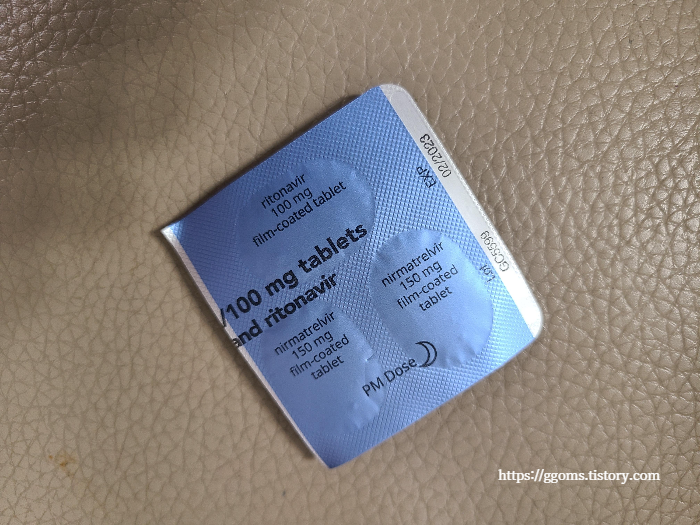 ritonavir
100 mg
film-coated tablet
/100 mg tablets
and ritonavir
nirmatrelvir
150 mg
film-coated
tablet
nirmatrelvir
150 mg
film-coated
tablet
PM Dose
EXP 02/2023
Lot GC5599
https://ggoms.tistory.com